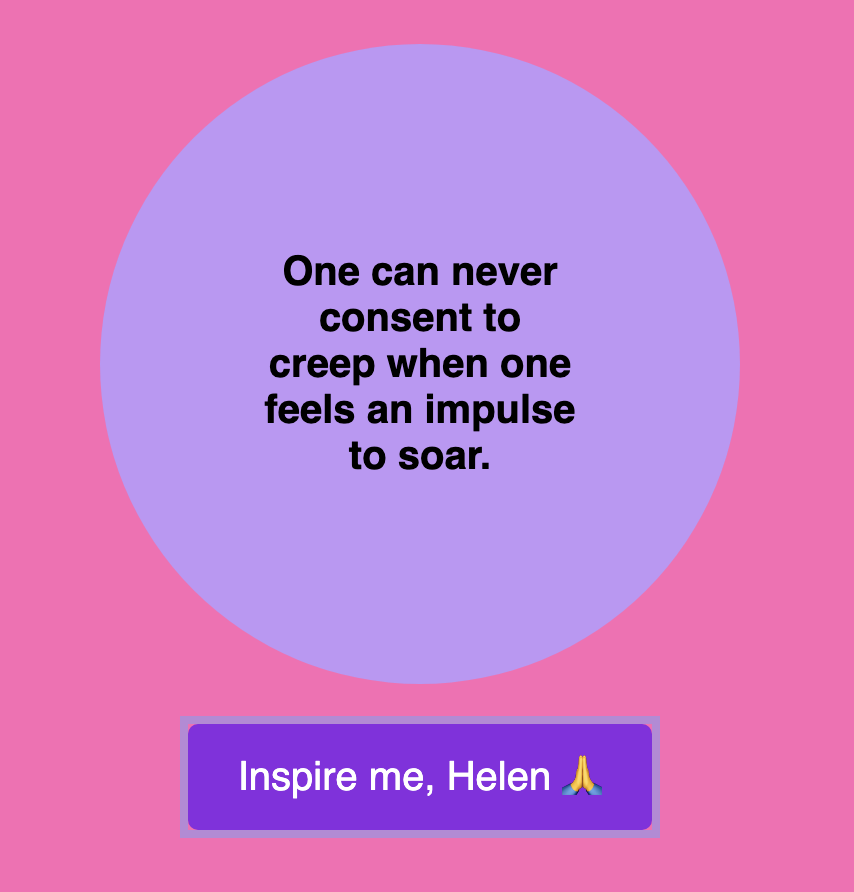 One can never
consent to
creep when one
feels an impulse
to soar.
Inspire me, Helen 🙏